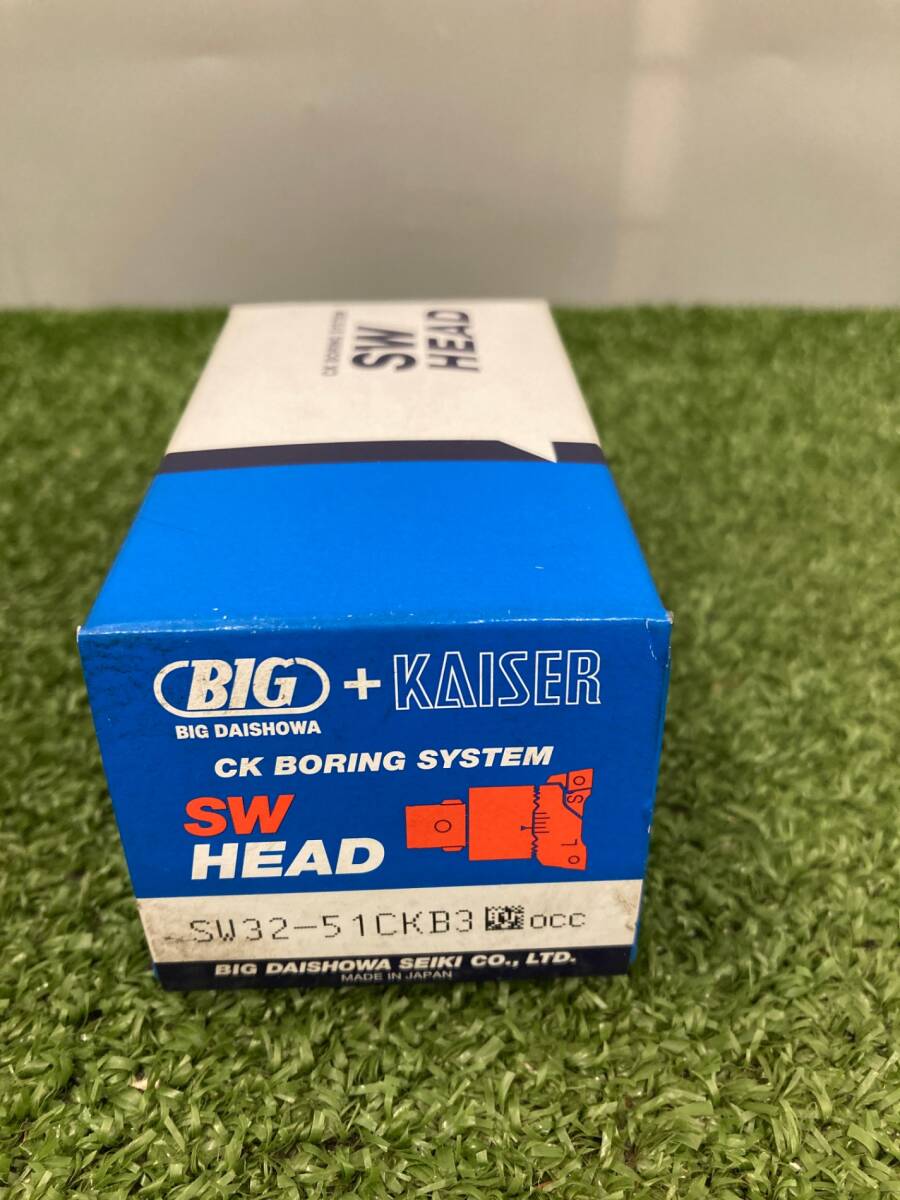 CK BORING SYSTEM
SW
HEAD
BIG + KAISER
BIG DAISHOWA
CK BORING SYSTEM
SW
HEAD
S
L
SW32-51CKB3 OCC
BIG DAISHOWA SEIKI CO., LTD.
MADE IN JAPAN